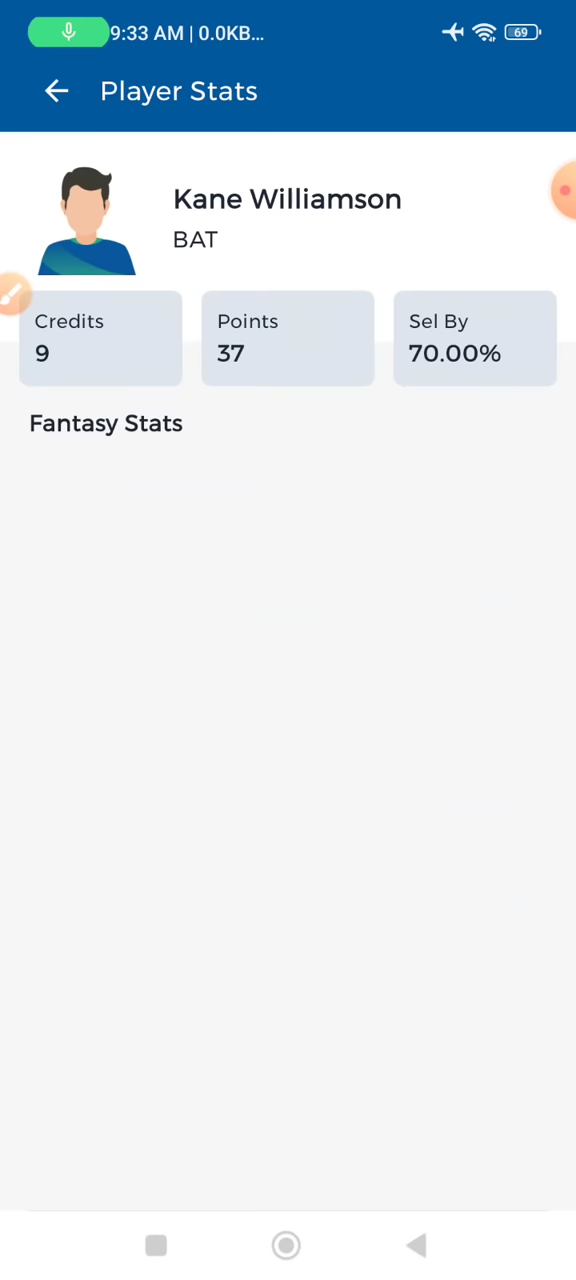 9:33 AM | 0.0KB...
69
Player Stats
Kane Williamson
BAT
Credits
9
Points
37
Sel By
70.00%
Fantasy Stats